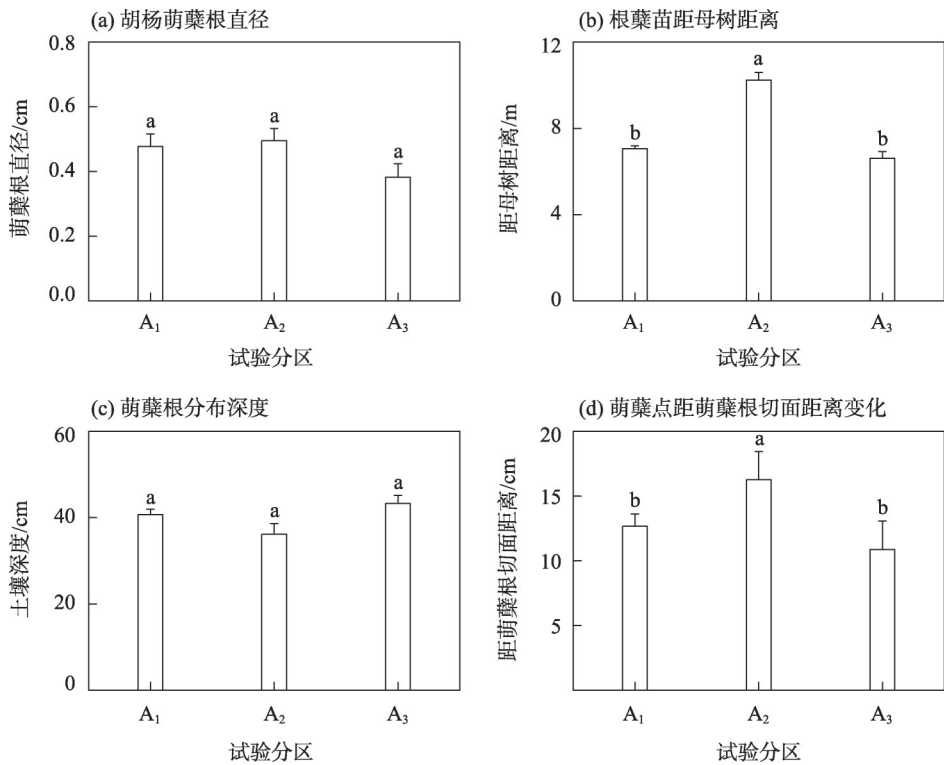 (a) 胡杨萌蘖根直径
0.8
0.6
0.4
0.2
0.0
萌蘖根直径/cm
a
a
a
A₁
A₂
A₃
试验分区
(b) 根蘖苗距母树距离
12
8
4
0
距母树距离/m
b
a
b
A₁
A₂
A₃
试验分区
(c) 萌蘖根分布深度
60
40
20
0
土壤深度/cm
a
a
a
A₁
A₂
A₃
试验分区
(d) 萌蘖点距萌蘖根切面距离变化
20
15
10
5
距萌蘖根切面距离/cm
b
a
b
A₁
A₂
A₃
试验分区